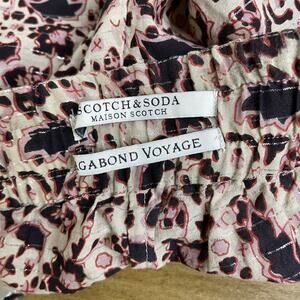 SCOTCH & SODA
MAISON SCOTCH
GABOND VOYAGE